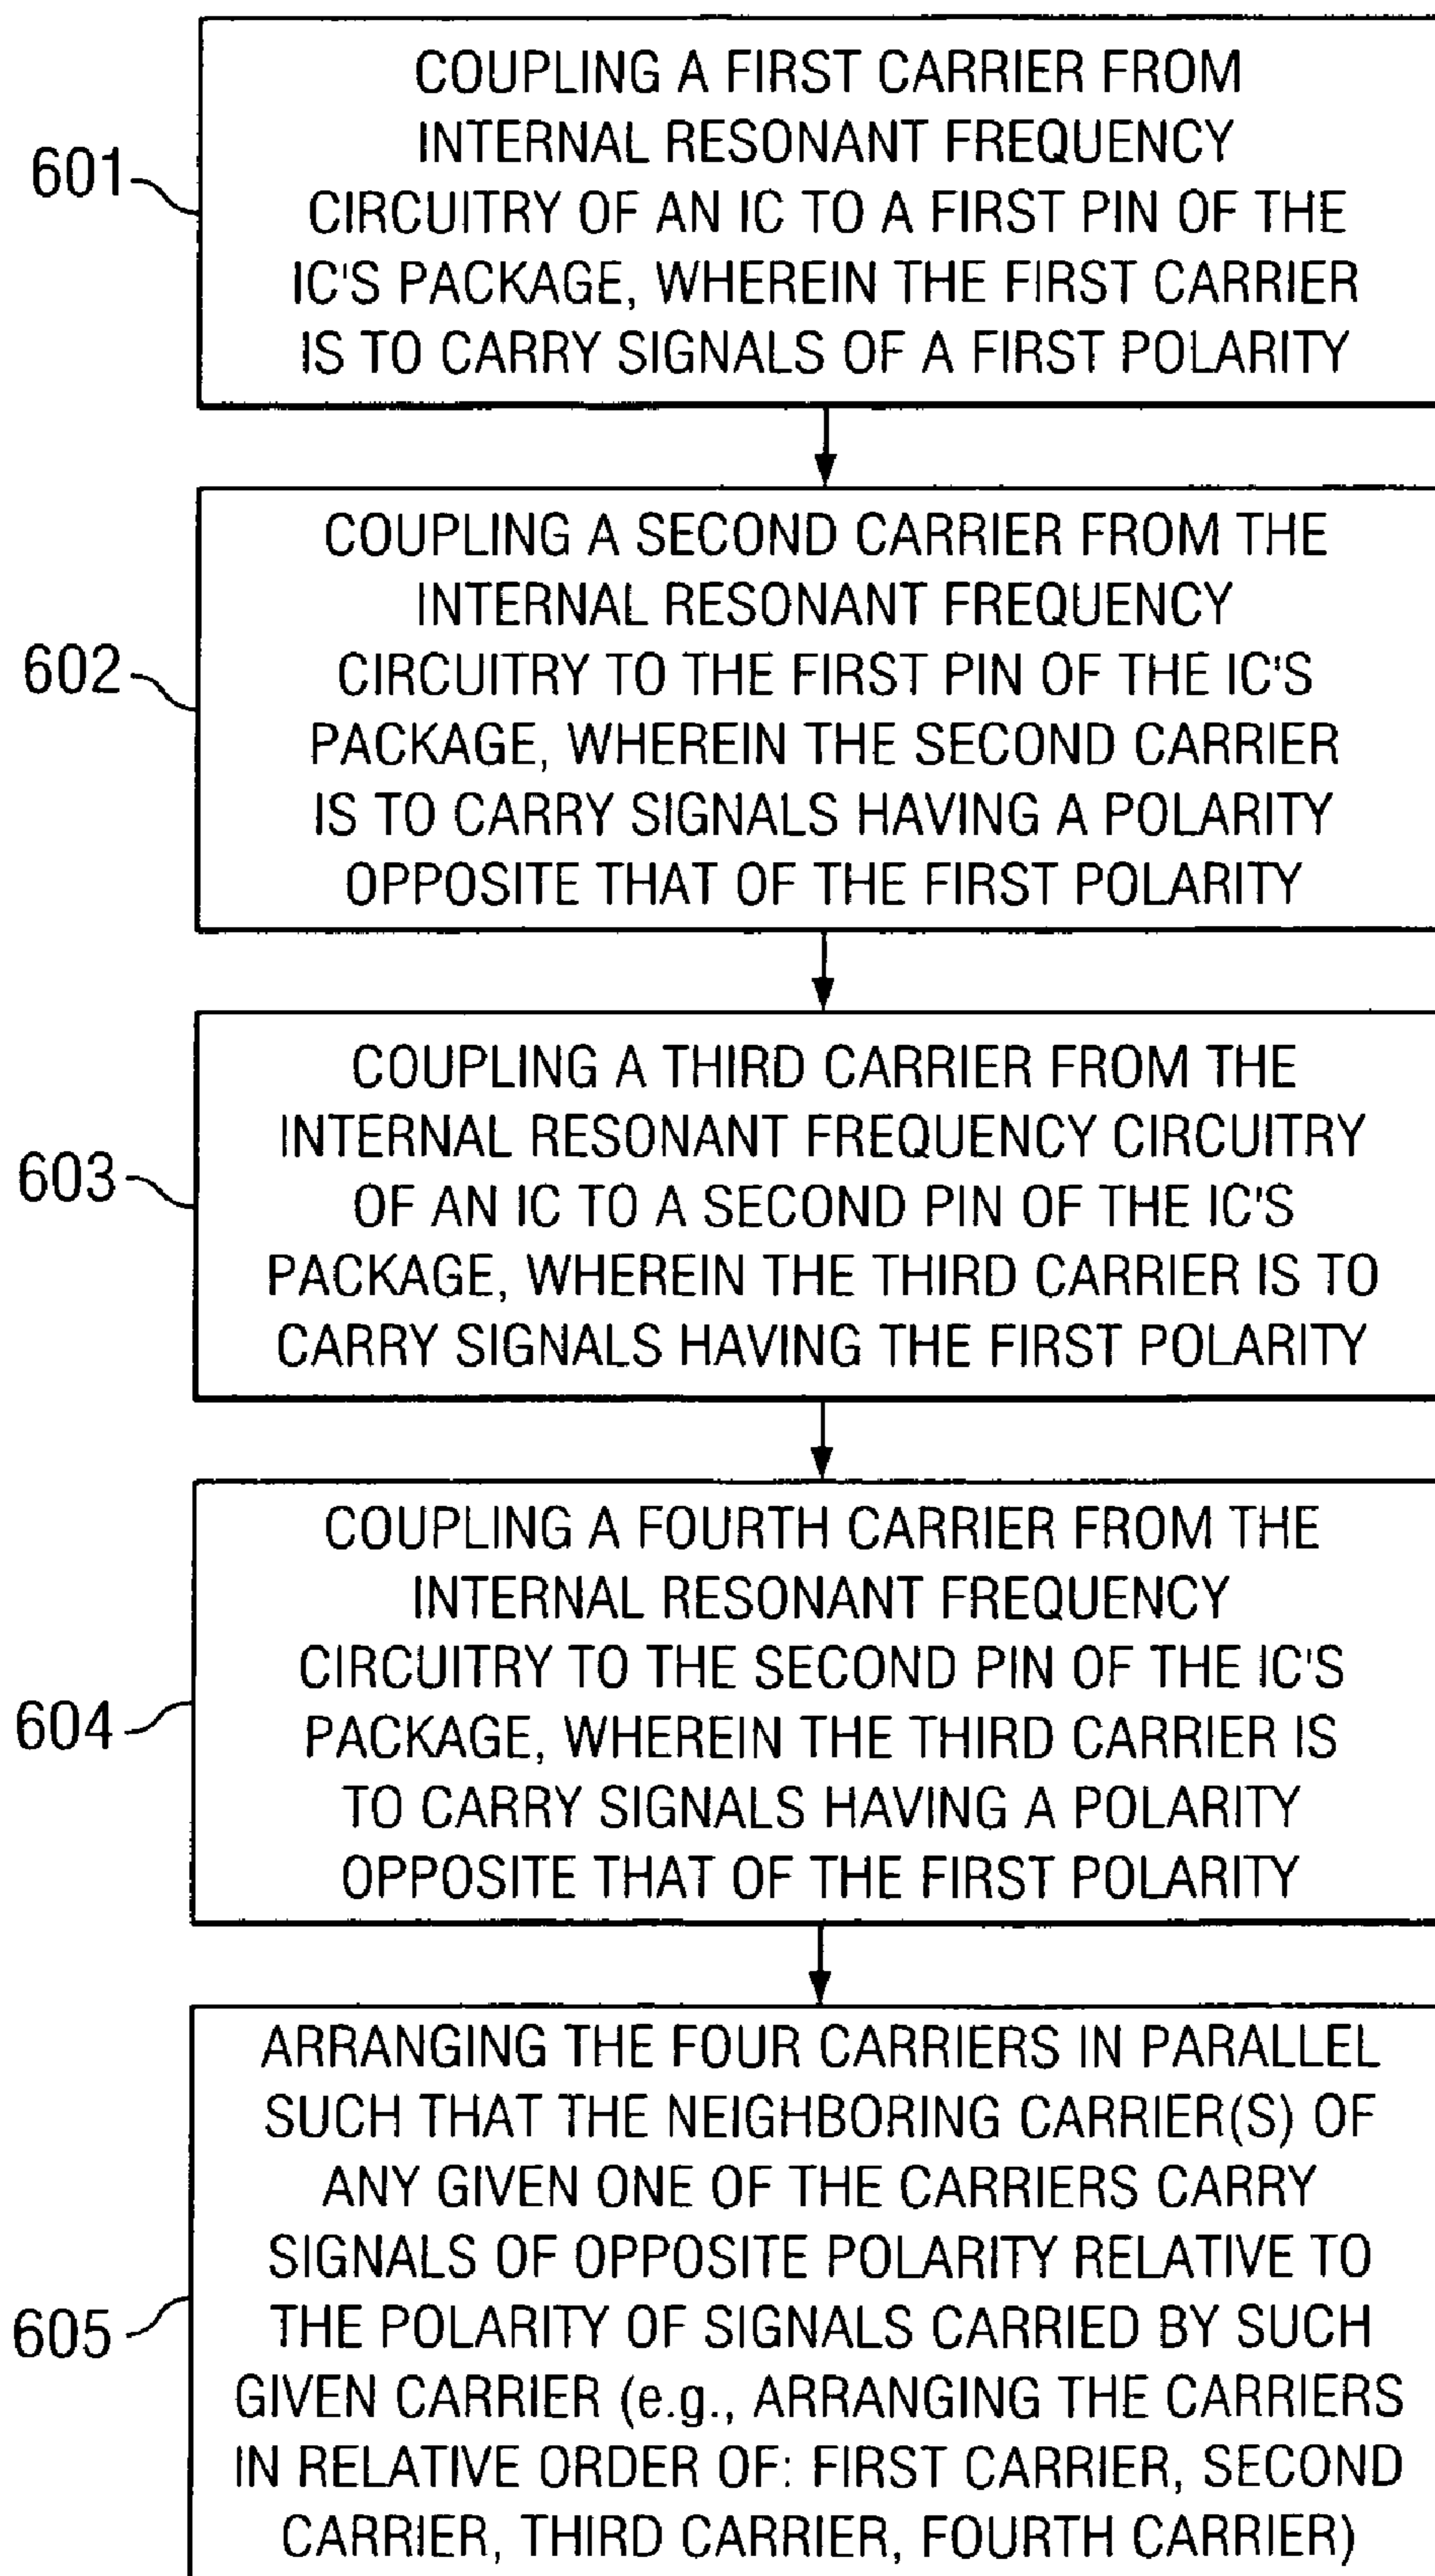 COUPLING A FIRST CARRIER FROM
INTERNAL RESONANT FREQUENCY
601
CIRCUITRY OF AN IC TO A FIRST PIN OF THE
IC'S PACKAGE, WHEREIN THE FIRST CARRIER
IS TO CARRY SIGNALS OF A FIRST POLARITY
COUPLING A SECOND CARRIER FROM THE
INTERNAL RESONANT FREQUENCY
602
CIRCUITRY TO THE FIRST PIN OF THE IC'S
PACKAGE, WHEREIN THE SECOND CARRIER
IS TO CARRY SIGNALS HAVING A POLARITY
OPPOSITE THAT OF THE FIRST POLARITY
COUPLING A THIRD CARRIER FROM THE
INTERNAL RESONANT FREQUENCY CIRCUITRY
603
OF AN IC TO A SECOND PIN OF THE IC'S
PACKAGE, WHEREIN THE THIRD CARRIER IS TO
CARRY SIGNALS HAVING THE FIRST POLARITY
COUPLING A FOURTH CARRIER FROM THE
INTERNAL RESONANT FREQUENCY
CIRCUITRY TO THE SECOND PIN OF THE IC'S
604
PACKAGE, WHEREIN THE THIRD CARRIER IS
TO CARRY SIGNALS HAVING A POLARITY
OPPOSITE THAT OF THE FIRST POLARITY
ARRANGING THE FOUR CARRIERS IN PARALLEL
SUCH THAT THE NEIGHBORING CARRIER(S) OF
ANY GIVEN ONE OF THE CARRIERS CARRY
SIGNALS OF OPPOSITE POLARITY RELATIVE TO
605
THE POLARITY OF SIGNALS CARRIED BY SUCH
GIVEN CARRIER (e.g., ARRANGING THE CARRIERS
IN RELATIVE ORDER OF: FIRST CARRIER, SECOND
CARRIER, THIRD CARRIER, FOURTH CARRIER)